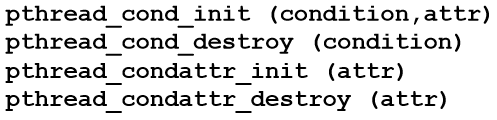 pthread_cond_init (condition,attr)
pthread_cond_destroy (condition)
pthread_condattr_init (attr)
pthread_condattr_destroy (attr)